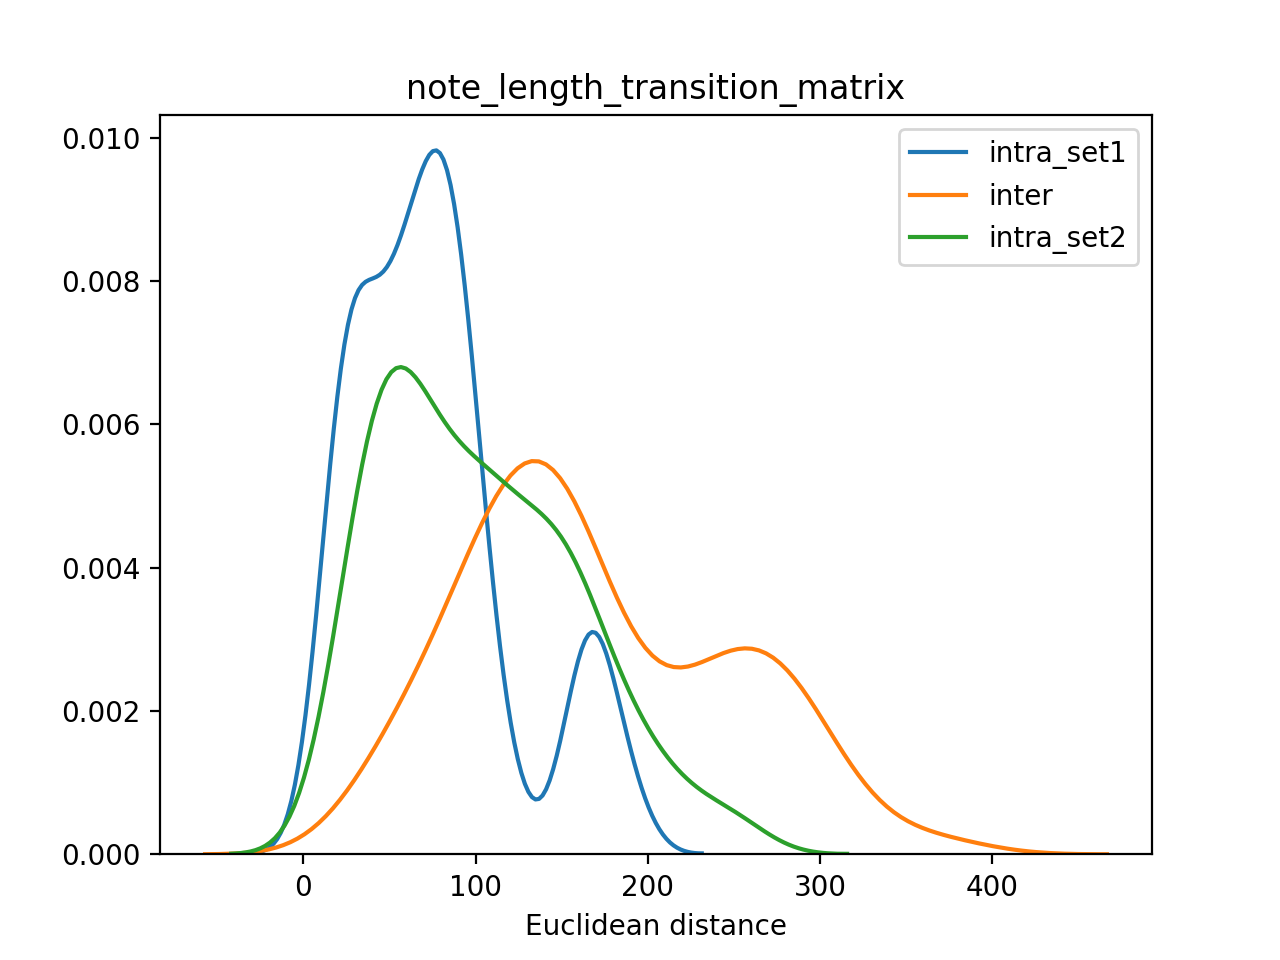 note_length_transition_matrix
intra_set1
inter
intra_set2
0.010
0.008
0.006
0.004
0.002
0.000
0 100 200 300 400
Euclidean distance